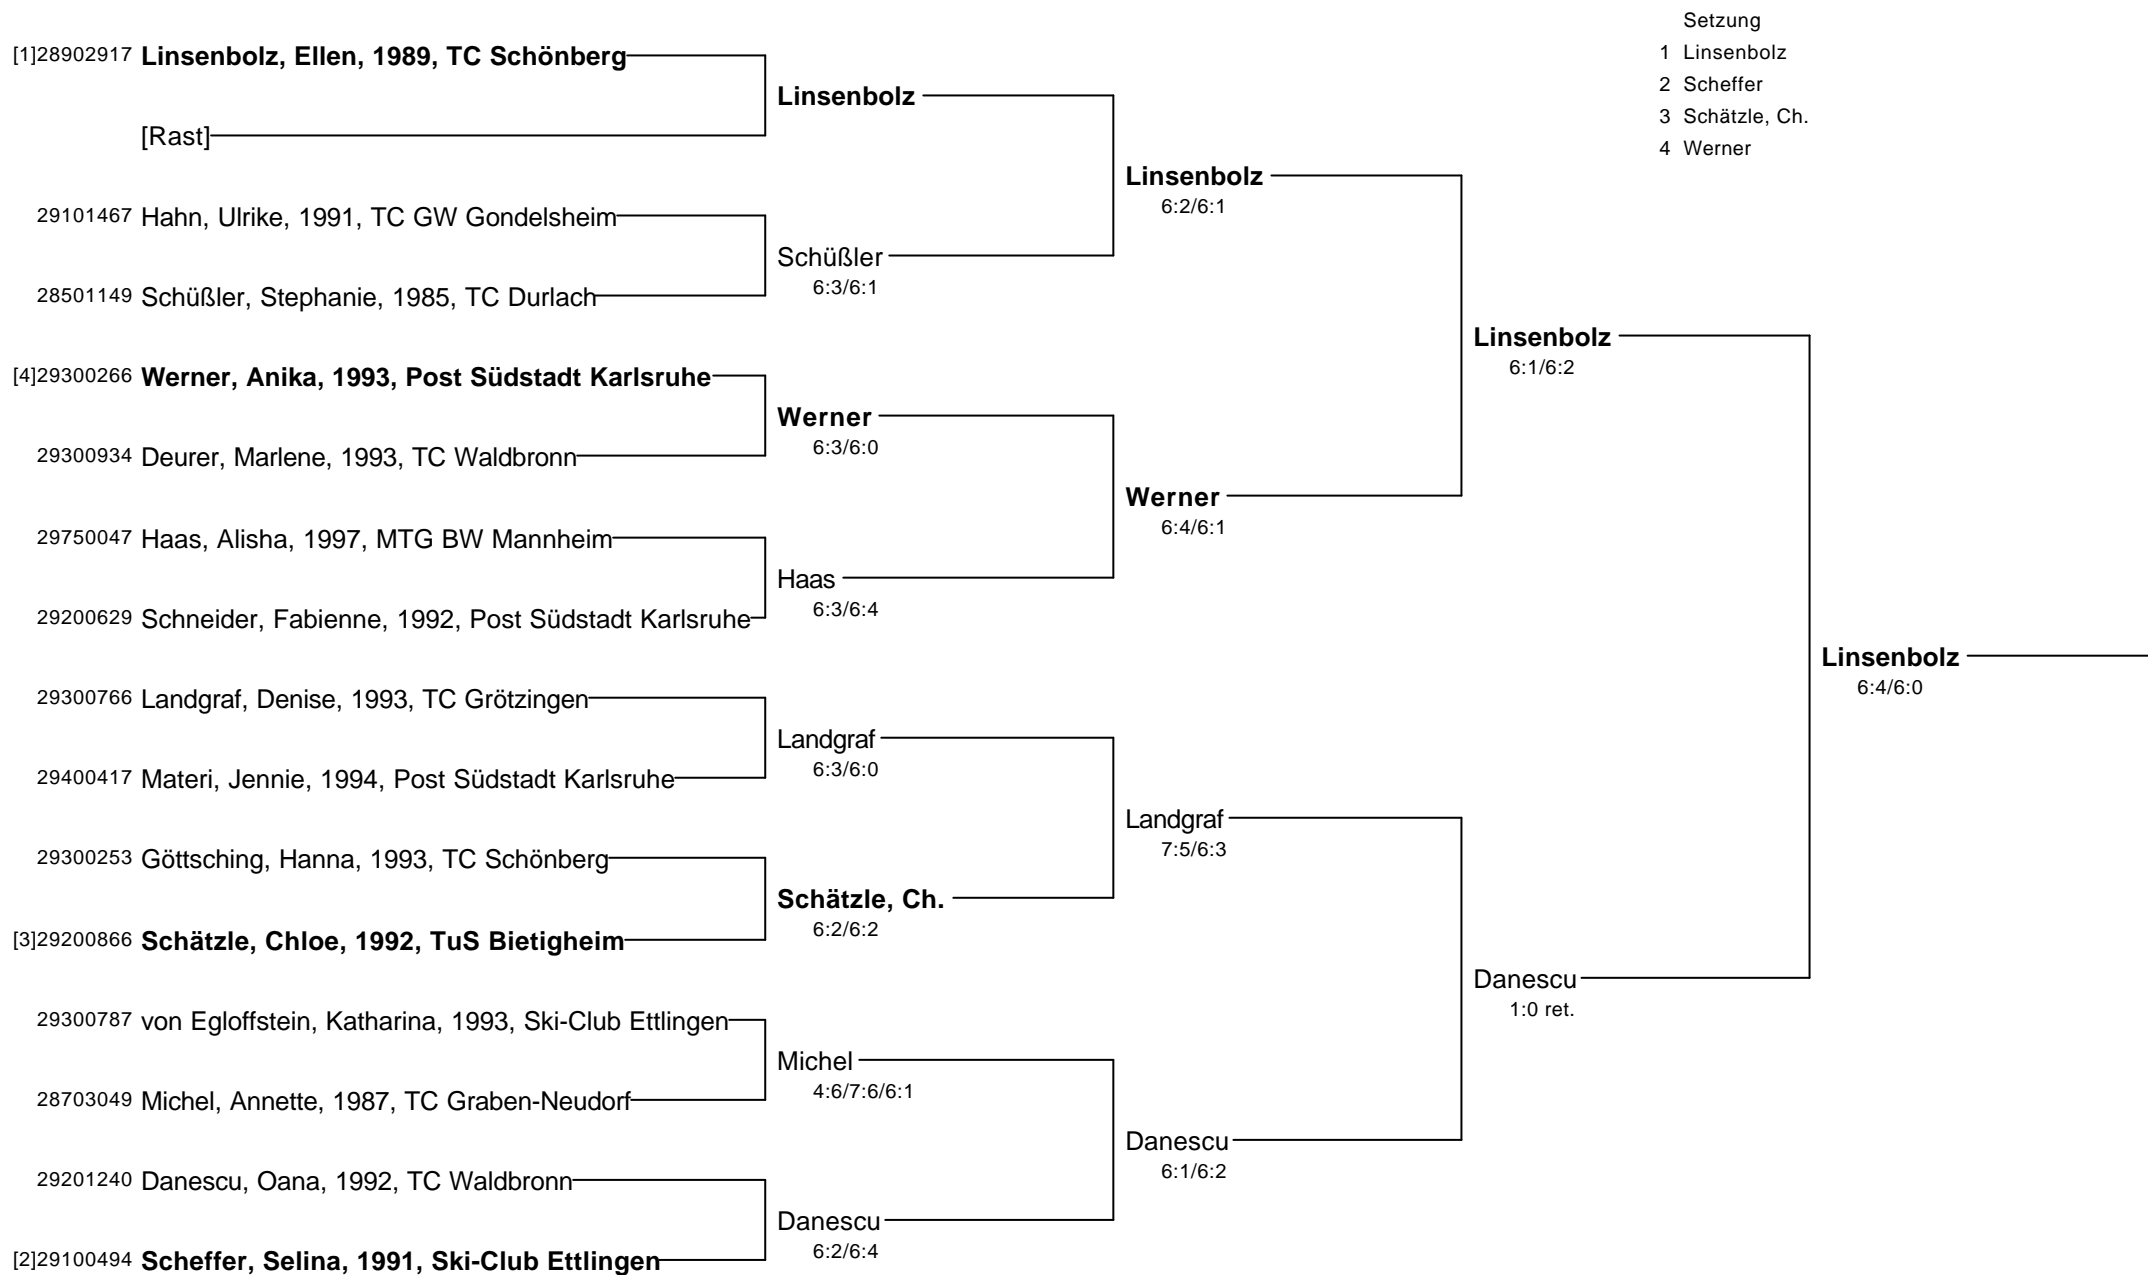 Setzung
1 Linsenbolz
2 Scheffer
3 Schätzle, Ch.
4 Werner
[1]28902917 Linsenbolz, Ellen, 1989, TC Schönberg
[Rast]
29101467 Hahn, Ulrike, 1991, TC GW Gondelsheim
28501149 Schüßler, Stephanie, 1985, TC Durlach
[4]29300266 Werner, Anika, 1993, Post Südstadt Karlsruhe
29300934 Deurer, Marlene, 1993, TC Waldbronn
29750047 Haas, Alisha, 1997, MTG BW Mannheim
29200629 Schneider, Fabienne, 1992, Post Südstadt Karlsruhe
29300766 Landgraf, Denise, 1993, TC Grötzingen
29400417 Materi, Jennie, 1994, Post Südstadt Karlsruhe
29300253 Göttsching, Hanna, 1993, TC Schönberg
[3]29200866 Schätzle, Chloe, 1992, TuS Bietigheim
29300787 von Egloffstein, Katharina, 1993, Ski-Club Ettlingen
28703049 Michel, Annette, 1987, TC Graben-Neudorf
29201240 Danescu, Oana, 1992, TC Waldbronn
[2]29100494 Scheffer, Selina, 1991, Ski-Club Ettlingen
Linsenbolz
Schüßler
6:3/6:1
Werner
6:3/6:0
Haas
6:3/6:4
Landgraf
6:3/6:0
Schätzle, Ch.
6:2/6:2
Michel
4:6/7:6/6:1
Danescu
6:2/6:4
Linsenbolz
6:2/6:1
Werner
6:4/6:1
Landgraf
7:5/6:3
Danescu
6:1/6:2
Linsenbolz
6:1/6:2
Danescu
1:0 ret.
Linsenbolz
6:4/6:0